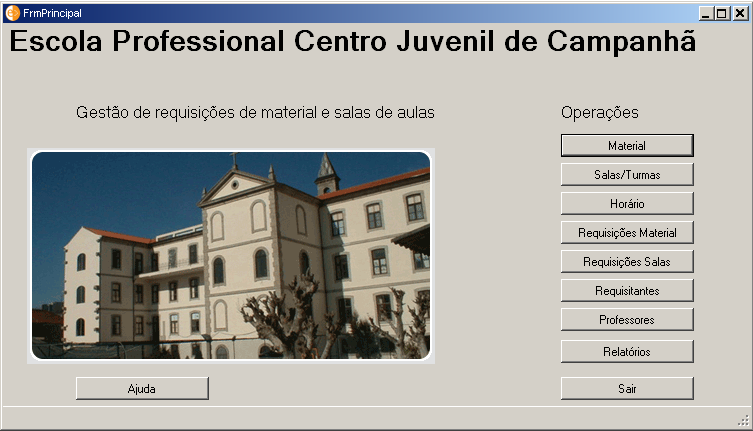 FrmPrincipal
Escola Professional Centro Juvenil de Campanhã
Gestão de requisições de material e salas de aulas
Operações
Material
Salas/Turmas
Horário
Requisições Material
Requisições Salas
Requisitantes
Professores
Relatórios
Ajuda
Sair